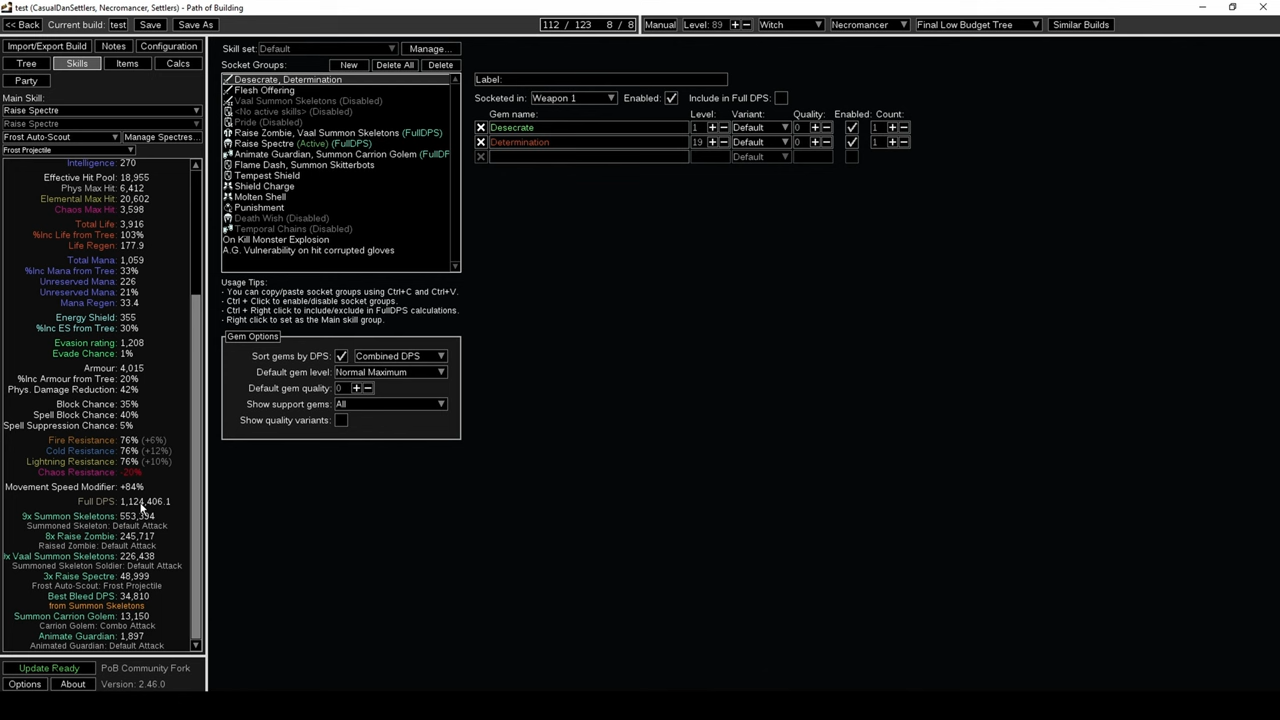 test (CasualDanSettlers, Necromancer, Settlers) - Path of Building
<< Back Current build: test Save Save As 112 / 123 8 / 8 Manual Level: 89 + - Witch Necromancer Final Low Budget Tree Similar Builds
Import/Export Build Notes Configuration
Tree Skills Items Calcs
Party
Main Skill:
Raise Spectre
Raise Spectre
Frost Auto-Scout Manage Spectres...
Frost Projectile
Intelligence: 270
Effective Hit Pool: 18,955
Phys Max Hit: 6,412
Elemental Max Hit: 20,602
Chaos Max Hit: 3,598
Total Life: 3,916
%Inc Life from Tree: 103%
Life Regen: 177.9
Total Mana: 1,059
%Inc Mana from Tree: 33%
Unreserved Mana: 226
Unreserved Mana: 21%
Mana Regen: 33.4
Energy Shield: 355
%Inc ES from Tree: 30%
Evasion rating: 1,208
Evade Chance: 1%
Armour: 4,015
%Inc Armour from Tree: 20%
Phys. Damage Reduction: 42%
Block Chance: 35%
Spell Block Chance: 40%
Spell Suppression Chance: 5%
Fire Resistance: 76% (+6%)
Cold Resistance: 76% (+12%)
Lightning Resistance: 76% (+10%)
Chaos Resistance: -20%
Movement Speed Modifier: +84%
Full DPS: 1,124,406.1
9x Summon Skeletons: 553,394
Summoned Skeleton: Default Attack
8x Raise Zombie: 245,717
Raised Zombie: Default Attack
x Vaal Summon Skeletons: 226,438
Summoned Skeleton Soldier: Default Attack
3x Raise Spectre: 48,999
Frost Auto-Scout: Frost Projectile
Best Bleed DPS: 34,810
from Summon Skeletons
Summon Carrion Golem: 13,150
Carrion Golem: Combo Attack
Animate Guardian: 1,897
Animated Guardian: Default Attack
Update Ready PoB Community Fork
Options About Version: 2.46.0
Skill set: Default Manage...
Socket Groups: New Delete All Delete
Desecrate, Determination
Flesh Offering
Vaal Summon Skeletons (Disabled)
<No active skills> (Disabled)
Pride (Disabled)
Raise Zombie, Vaal Summon Skeletons (FullDPS)
Raise Spectre (Active) (FullDPS)
Animate Guardian, Summon Carrion Golem (FullDF
Flame Dash, Summon Skitterbots
Tempest Shield
Shield Charge
Molten Shell
Punishment
Death Wish (Disabled)
Temporal Chains (Disabled)
On Kill Monster Explosion
A.G. Vulnerability on hit corrupted gloves
Usage Tips:
- You can copy/paste socket groups using Ctrl+C and Ctrl+V.
- Ctrl + Click to enable/disable socket groups.
- Ctrl + Right click to include/exclude in FullDPS calculations.
- Right click to set as the Main skill group.
Gem Options
Sort gems by DPS: Combined DPS
Default gem level: Normal Maximum
Default gem quality: 0 + -
Show support gems: All
Show quality variants:
Label:
Socketed in: Weapon 1 Enabled: Include in Full DPS:
Gem name: Level: Variant: Quality: Enabled: Count:
X Desecrate 1 + - Default 0 + - 1 + -
X Determination 19 + - Default 0 + - 1 + -
X Default